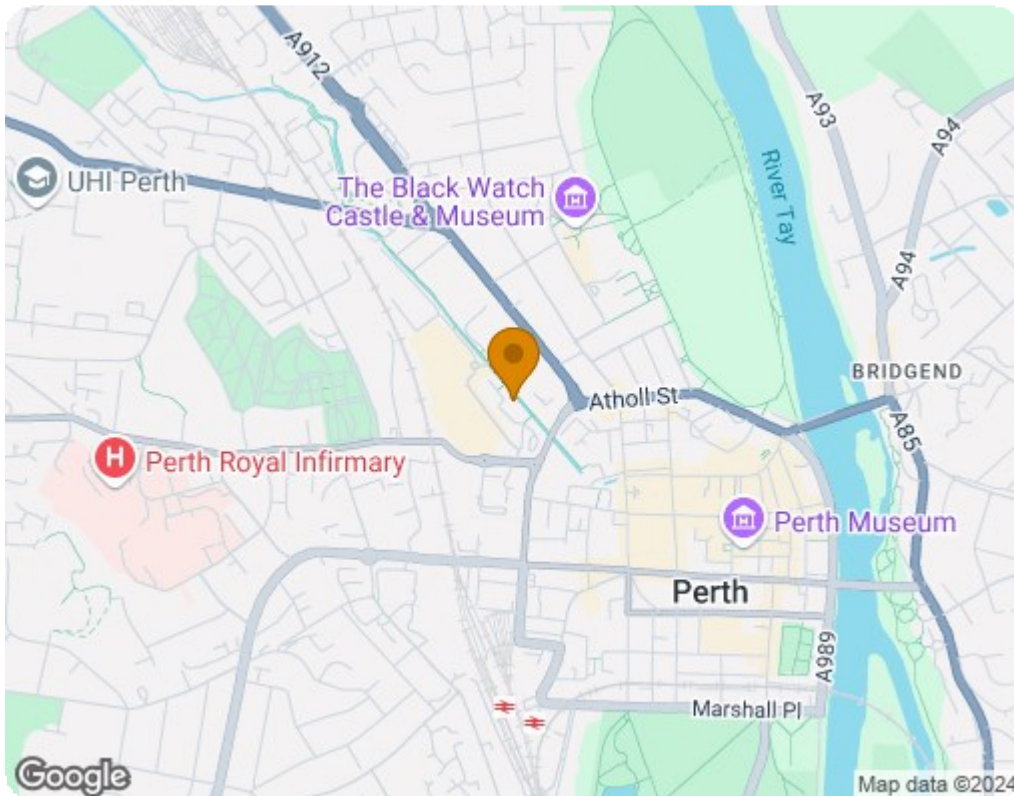 A912
A93
A94
UHI Perth
The Black Watch
Castle & Museum
River Tay
A94
BRIDGEND
Atholl St
A85
H
Perth Royal Infirmary
Perth Museum
Perth
A989
Marshall Pl
Google
Map data ©2024